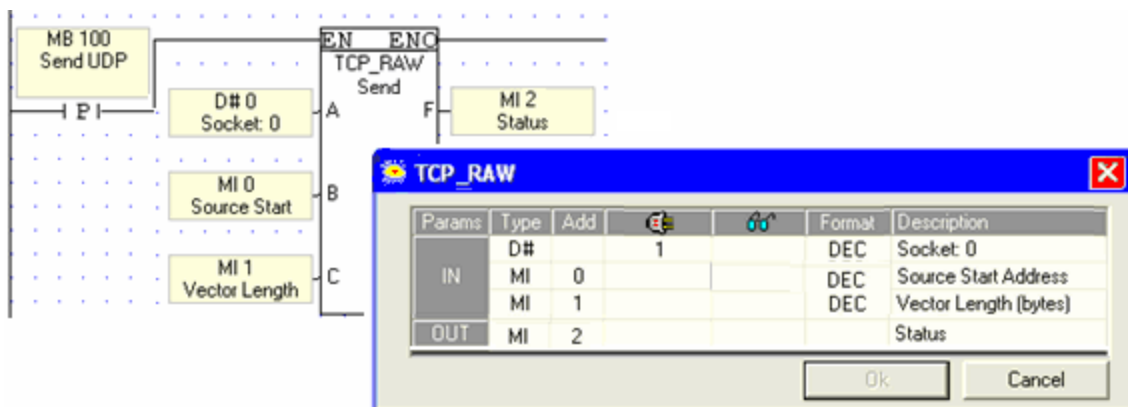 MB 100
Send UDP
P
EN ENO
TCP_RAW
Send
D# 0
Socket: 0
A
F
MI 2
Status
MI 0
Source Start
B
MI 1
Vector Length
C
TCP_RAW
Params Type Add Format Description
IN D# 1 DEC Socket: 0
MI 0 DEC Source Start Address
MI 1 DEC Vector Length (bytes)
OUT MI 2 Status
Ok Cancel